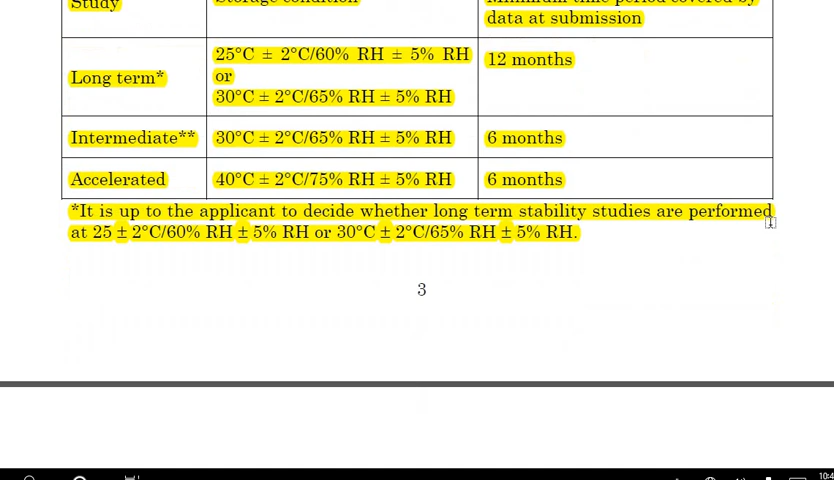 Study
Storage condition
Minimum time period covered by
data at submission
Long term*
25°C ± 2°C/60% RH ± 5% RH
or
30°C ± 2°C/65% RH ± 5% RH
12 months
Intermediate**
30°C ± 2°C/65% RH ± 5% RH
6 months
Accelerated
40°C ± 2°C/75% RH ± 5% RH
6 months
*It is up to the applicant to decide whether long term stability studies are performed
at 25 ± 2°C/60% RH ± 5% RH or 30°C ± 2°C/65% RH ± 5% RH.
3